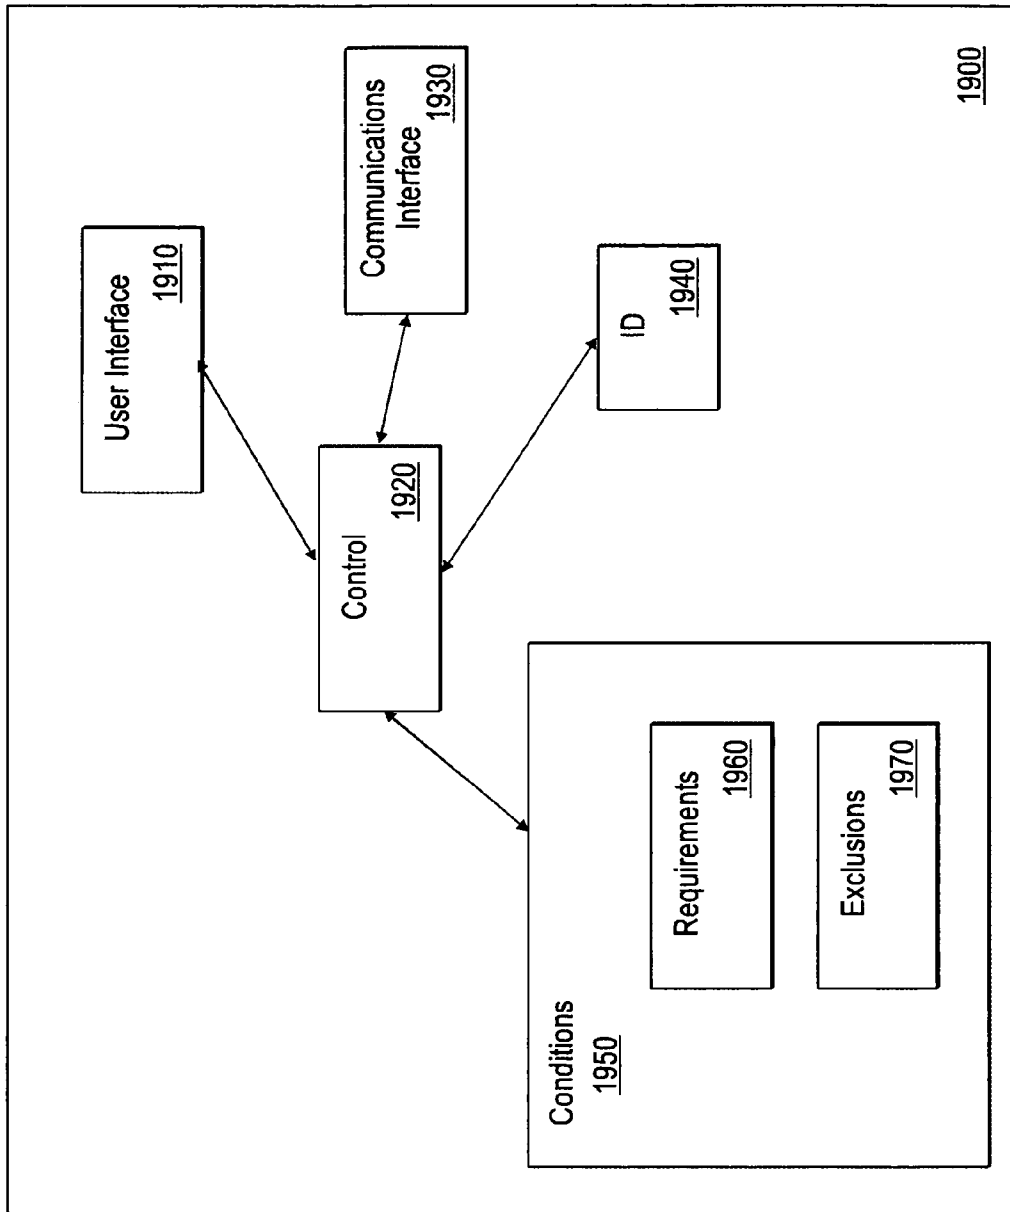 User Interface
1910
Control
1920
Communications
Interface
1930
ID
1940
Conditions
1950
Requirements
1960
Exclusions
1970
1900